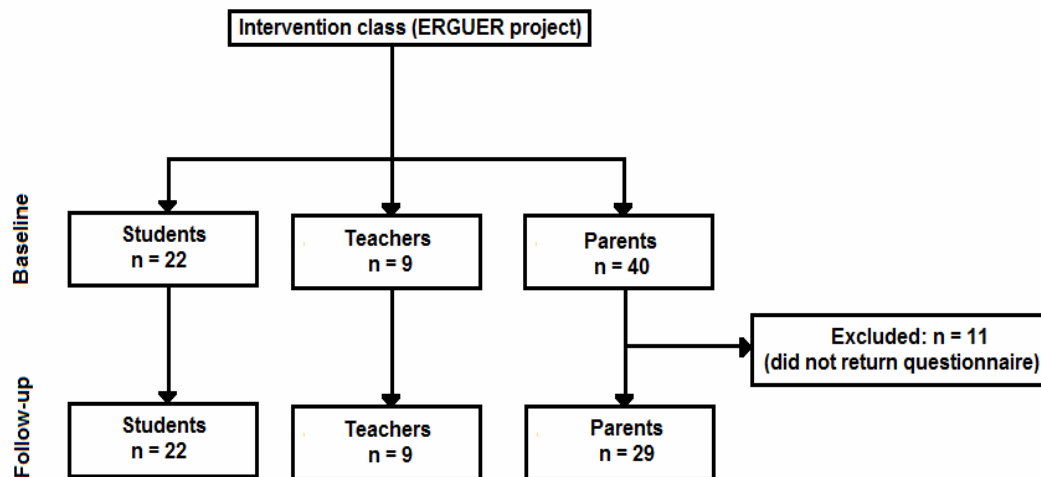 Intervention class (ERGUER project)
Baseline
Students
n = 22
Teachers
n = 9
Parents
n = 40
Excluded: n = 11
(did not return questionnaire)
Follow-up
Students
n = 22
Teachers
n = 9
Parents
n = 29